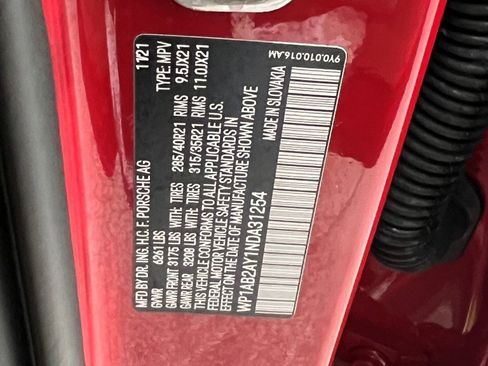 MFD. BY DR. ING. H.C. F. PORSCHE AG 11/21
GVWR 6261 LBS TYPE: MPV
GAWR FRONT 3175 LBS WITH: TIRES 285/40R21 RIMS 9.5JX21
GAWR REAR 3208 LBS WITH: TIRES 315/35R21 RIMS 11.0JX21
THIS VEHICLE CONFORMS TO ALL APPLICABLE U.S.
FEDERAL MOTOR VEHICLE SAFETY STANDARDS IN
EFFECT ON THE DATE OF MANUFACTURE SHOWN ABOVE
WP1AB2AY1NDA31254 MADE IN SLOVAKIA
9Y0.010.016.AM